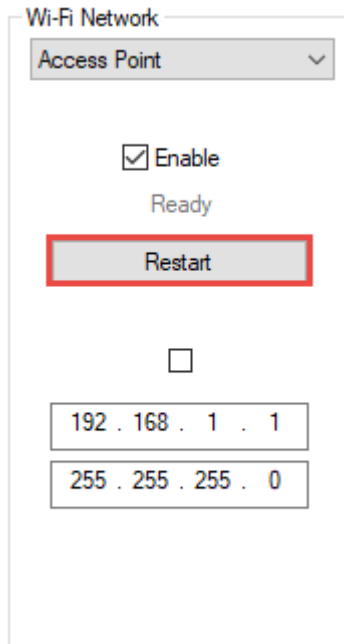 Wi-Fi Network
Access Point
Enable
Ready
Restart
192 . 168 . 1 . 1
255 . 255 . 255 . 0